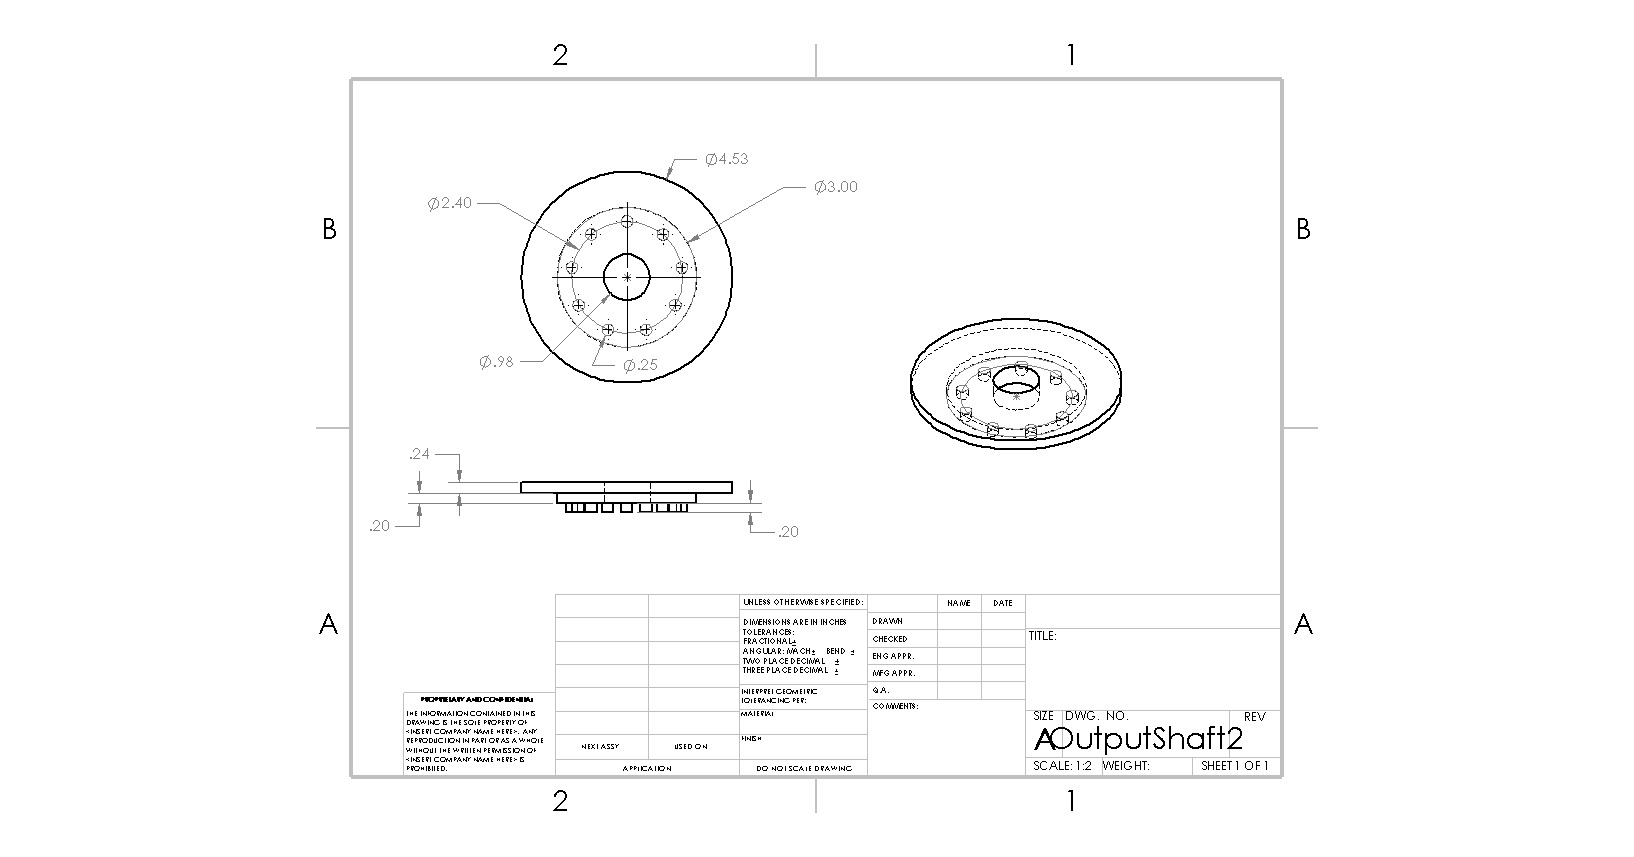 2 1
Ø4.53
Ø3.00
Ø2.40
B B
Ø.98 Ø.25
.24
.20 .20
A A
UNLESS OTHERWISE SPECIFIED:
NAME DATE
DIMENSIONS ARE IN INCHES
TOLERANCES:
FRACTIONAL±
ANGULAR: MACH± BEND ±
TWO PLACE DECIMAL ±
THREE PLACE DECIMAL ±
DRAWN
CHECKED
ENG APPR.
MFG APPR.
Q.A.
COMMENTS:
TITLE:
INTERPRET GEOMETRIC
TOLERANCING PER:
MATERIAL
FINISH
PROPRIETARY AND CONFIDENTIAL
THE INFORMATION CONTAINED IN THIS
DRAWING IS THE SOLE PROPERTY OF
<INSERT COMPANY NAME HERE>. ANY
REPRODUCTION IN PART OR AS A WHOLE
WITHOUT THE WRITTEN PERMISSION OF
<INSERT COMPANY NAME HERE> IS
PROHIBITED.
NEXT ASSY USED ON
APPLICATION DO NOT SCALE DRAWING
SIZE DWG. NO. REV
A OutputShaft2
SCALE: 1:2 WEIGHT: SHEET 1 OF 1
2 1